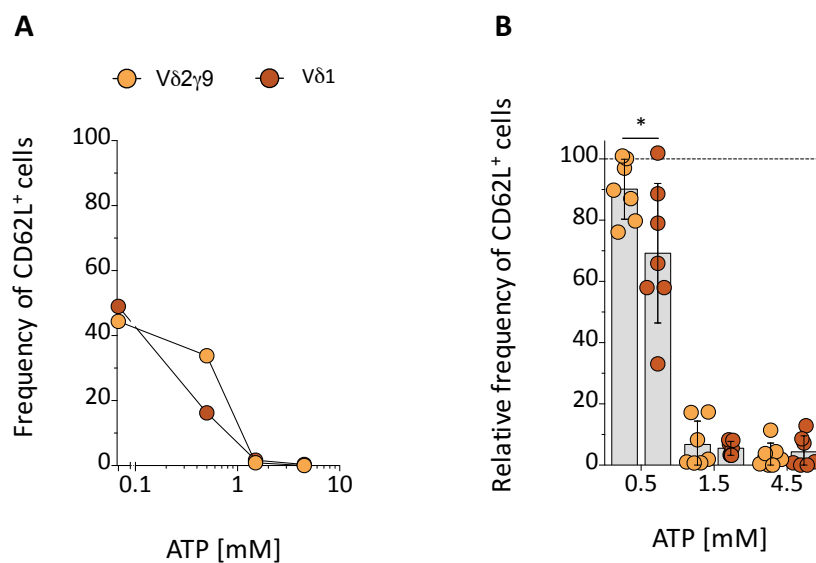 A
Vδ2γ9
Vδ1
Frequency of CD62L⁺ cells
100
80
60
40
20
0
0.1
1
10
ATP [mM]
B
*
Relative frequency of CD62L⁺ cells
100
80
60
40
20
0
0.5
1.5
4.5
ATP [mM]